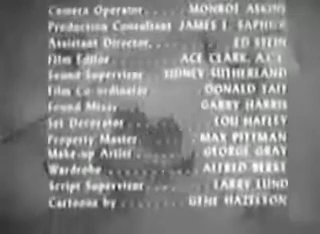 Camera Operator..... MONROE ASKINS
Production Consultant JAMES E. SAPHIER
Assistant Director..... ED STEIN
Film Editor..... ACE CLARK, A.C.E.
Sound Supervisor SIDNEY SUTHERLAND
Film Co-ordinator..... DONALD TAIT
Sound Mixer..... GARRY HARRIS
Set Decorator..... LOU HAFLEY
Property Master..... MAX PITTMAN
Make-up Artist..... GEORGE GRAY
Wardrobe..... ALFRED BERKE
Script Supervisor..... LARRY LUND
Cartoons by..... GENE HAZELTON